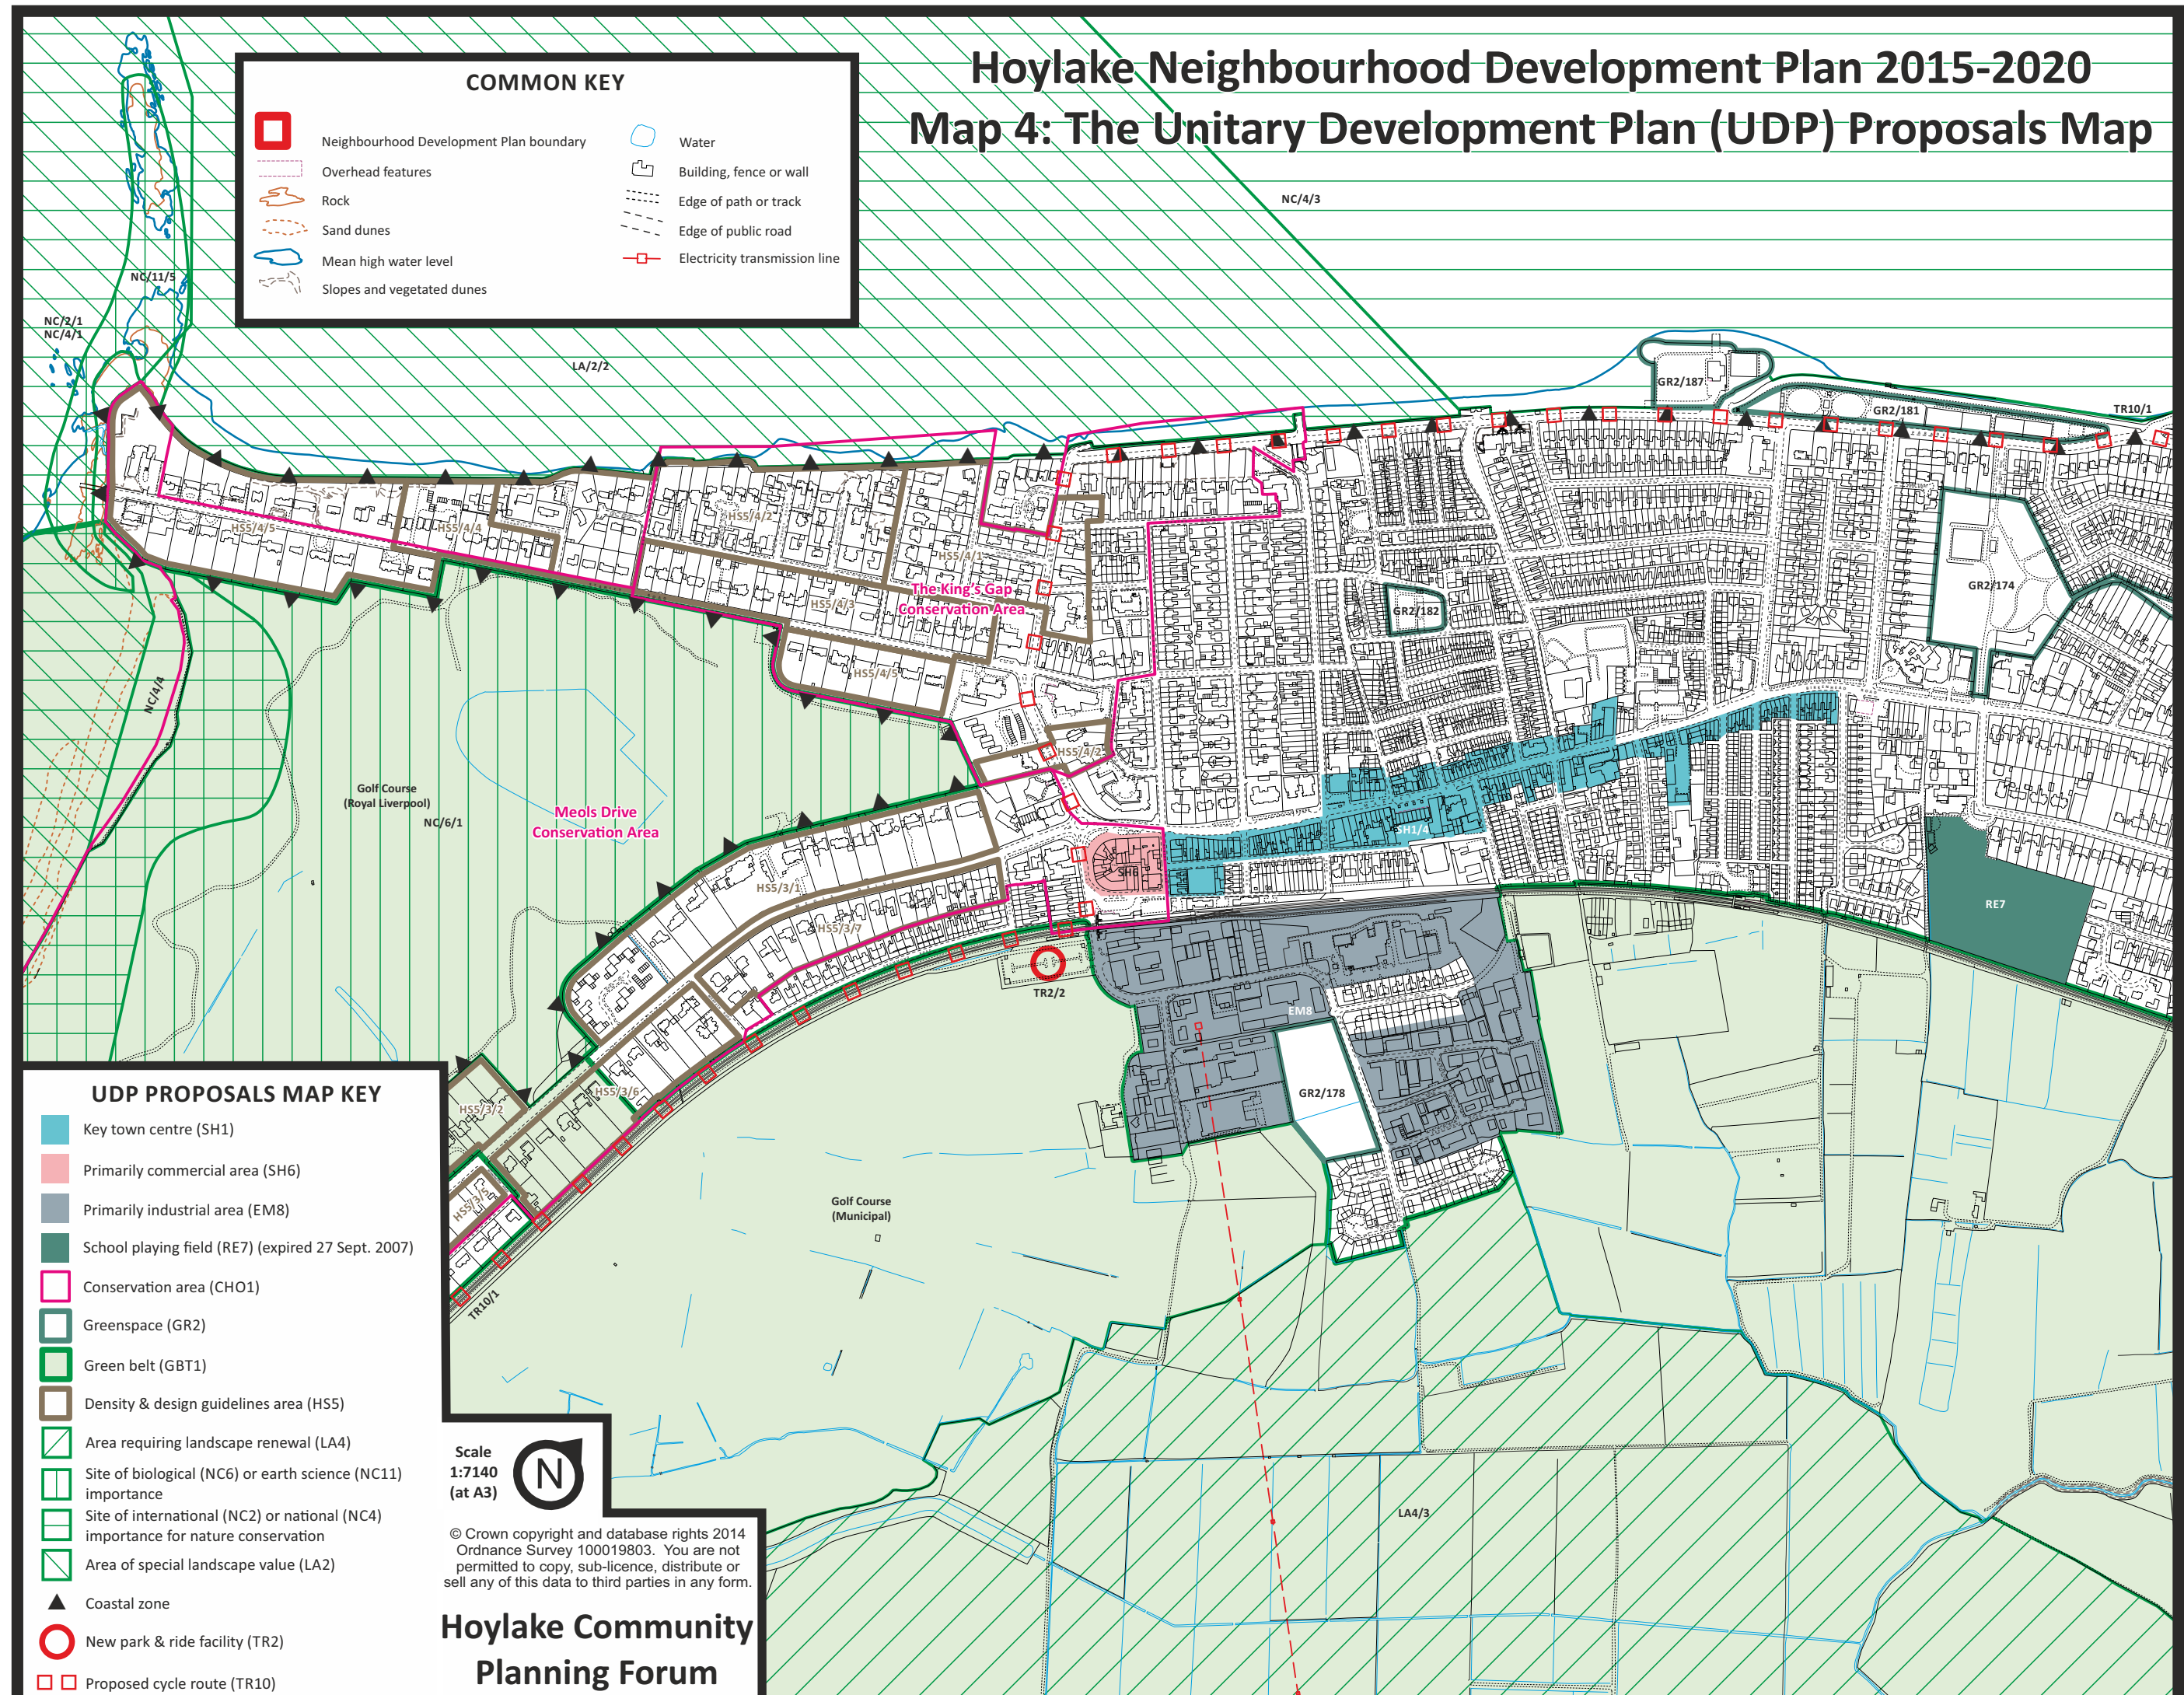 Hoylake Neighbourhood Development Plan 2015-2020
Map 4: The Unitary Development Plan (UDP) Proposals Map
COMMON KEY
Neighbourhood Development Plan boundary
Overhead features
Rock
Sand dunes
Mean high water level
Slopes and vegetated dunes
Water
Building, fence or wall
Edge of path or track
Edge of public road
Electricity transmission line
NC/4/3
NC/11/5
NC/2/1
NC/4/1
LA/2/2
GR2/187
GR2/181
TR10/1
HS5/4/5
HS5/4/4
HS5/4/2
HS5/4/1
The King's Gap
Conservation Area
HS5/4/3
GR2/182
GR2/174
HS5/4/5
NC/4/4
HS5/4/2
Golf Course
(Royal Liverpool)
NC/6/1
Meols Drive
Conservation Area
SH1/4
SH6
HS5/3/1
HS5/3/7
RE7
TR2/2
EM8
GR2/178
HS5/3/6
HS5/3/2
HS5/3/5
TR10/1
Golf Course
(Municipal)
LA4/3
UDP PROPOSALS MAP KEY
Key town centre (SH1)
Primarily commercial area (SH6)
Primarily industrial area (EM8)
School playing field (RE7) (expired 27 Sept. 2007)
Conservation area (CHO1)
Greenspace (GR2)
Green belt (GBT1)
Density & design guidelines area (HS5)
Area requiring landscape renewal (LA4)
Site of biological (NC6) or earth science (NC11)
importance
Site of international (NC2) or national (NC4)
importance for nature conservation
Area of special landscape value (LA2)
Coastal zone
New park & ride facility (TR2)
Proposed cycle route (TR10)
Scale
1:7140
(at A3)
N
© Crown copyright and database rights 2014
Ordnance Survey 100019803. You are not
permitted to copy, sub-licence, distribute or
sell any of this data to third parties in any form.
Hoylake Community
Planning Forum